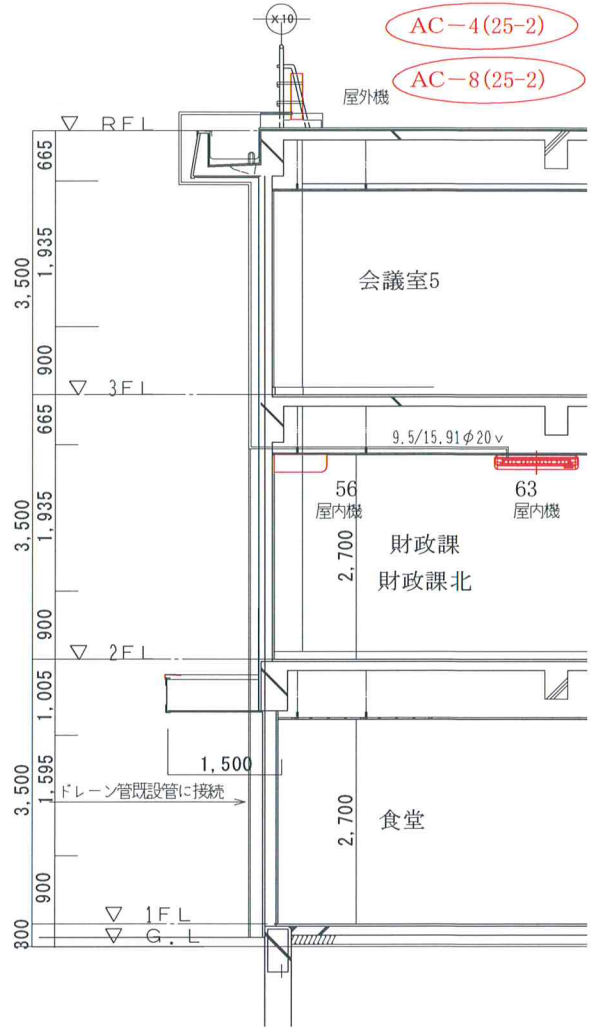 X10
AC-4(25-2)
AC-8(25-2)
屋外機
▽ RFL
665
1,935
3,500
900
会議室5
▽ 3FL
665
9.5/15.91φ20v
56
屋内機
63
屋内機
1,935
3,500
2,700
財政課
財政課北
900
▽ 2FL
1,005
1,500
1,595
3,500
ドレーン管既設管に接続
2,700
食堂
900
▽ 1FL
▽ G.L
300